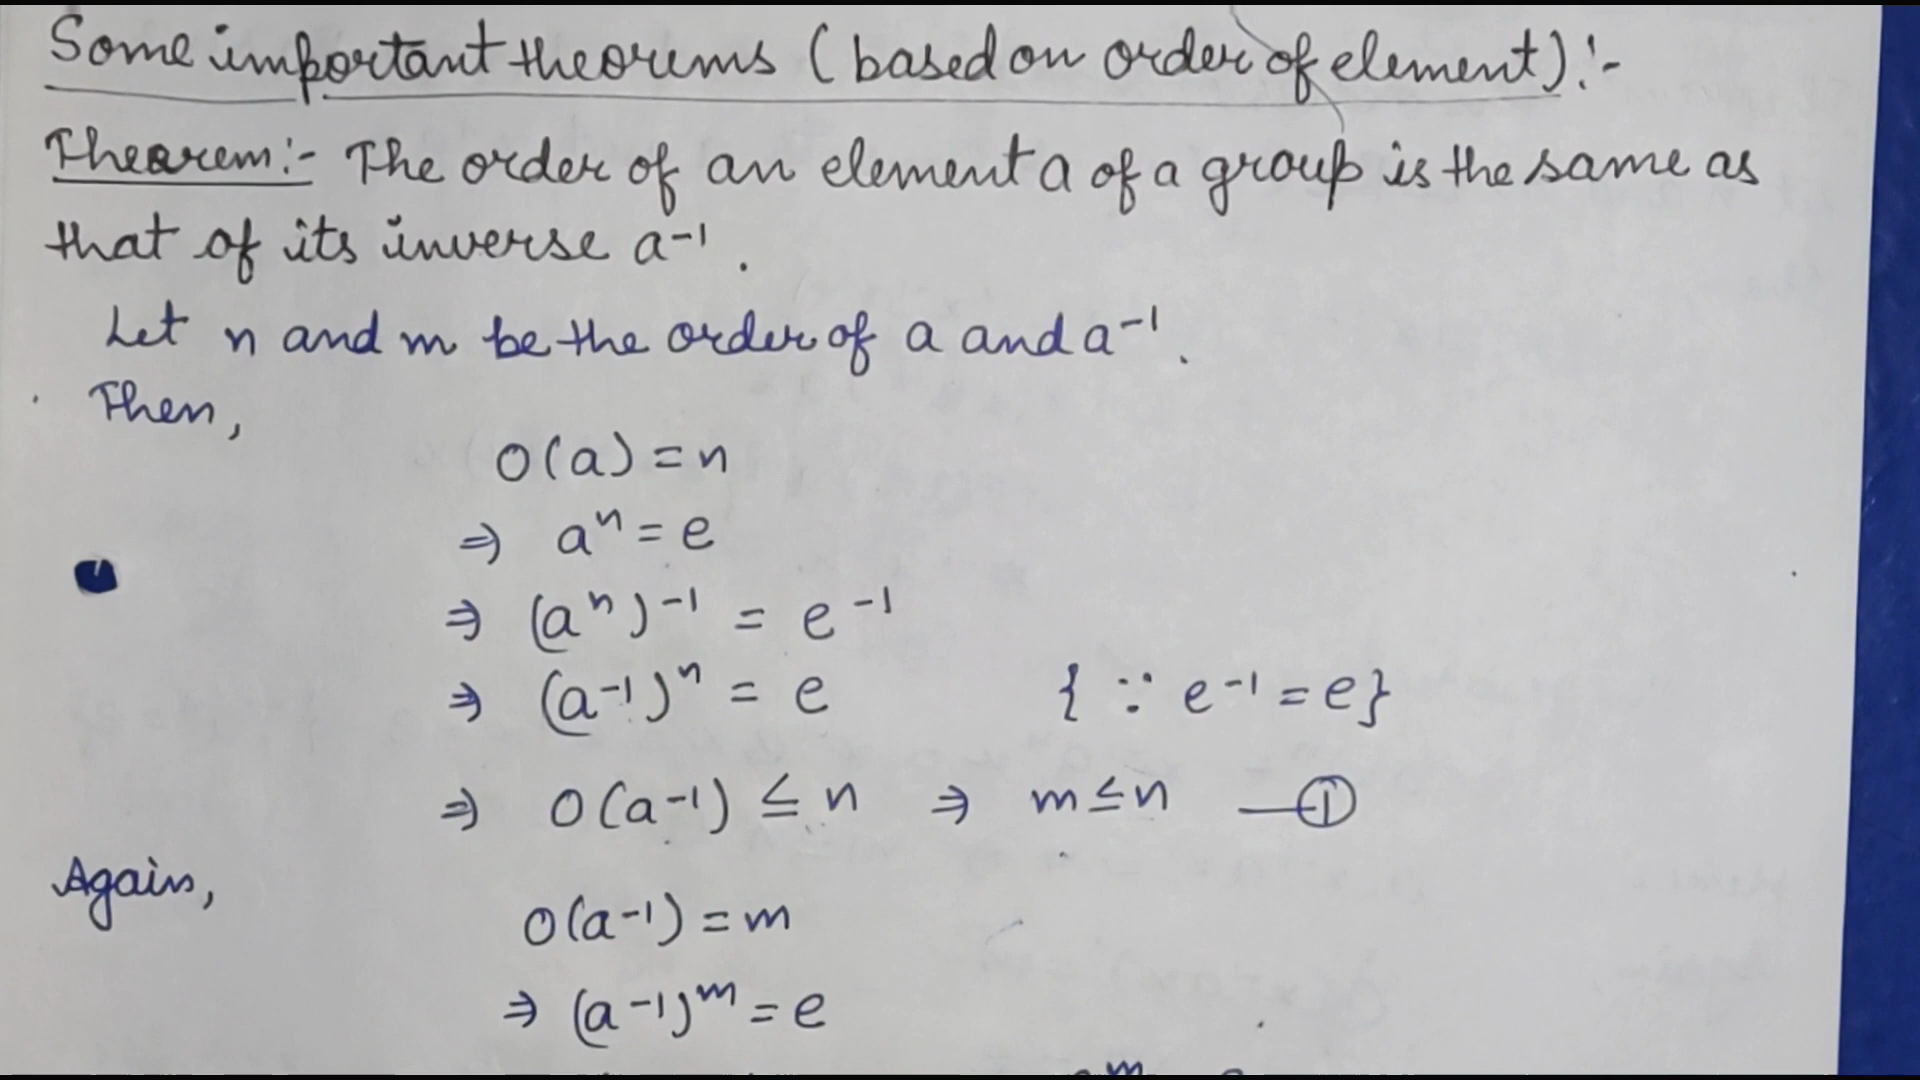 Some important theorems (based on order of element):-
Theorem:- The order of an element a of a group is the same as
that of its inverse a⁻¹.
Let n and m be the order of a and a⁻¹.
Then,
O(a) = n
⇒ aⁿ = e
⇒ (aⁿ)⁻¹ = e⁻¹
⇒ (a⁻¹)ⁿ = e {∵ e⁻¹ = e}
⇒ O(a⁻¹) ≤ n ⇒ m ≤ n —①
Again,
O(a⁻¹) = m
⇒ (a⁻¹)ᵐ = e